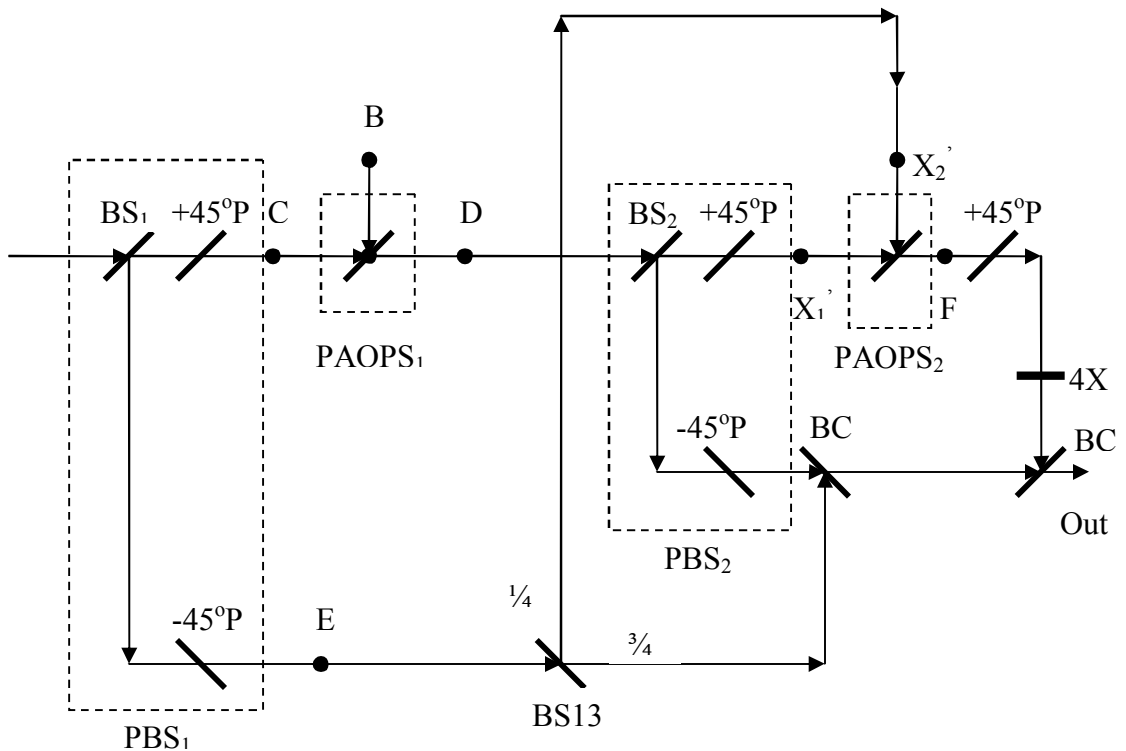 B
X₂’
BS₁ +45°P C
D
BS₂ +45°P
+45°P
X₁’
F
PAOPS₁
PAOPS₂
4X
-45°P
BC
BC
Out
PBS₂
¼
-45°P
E
¾
BS13
PBS₁